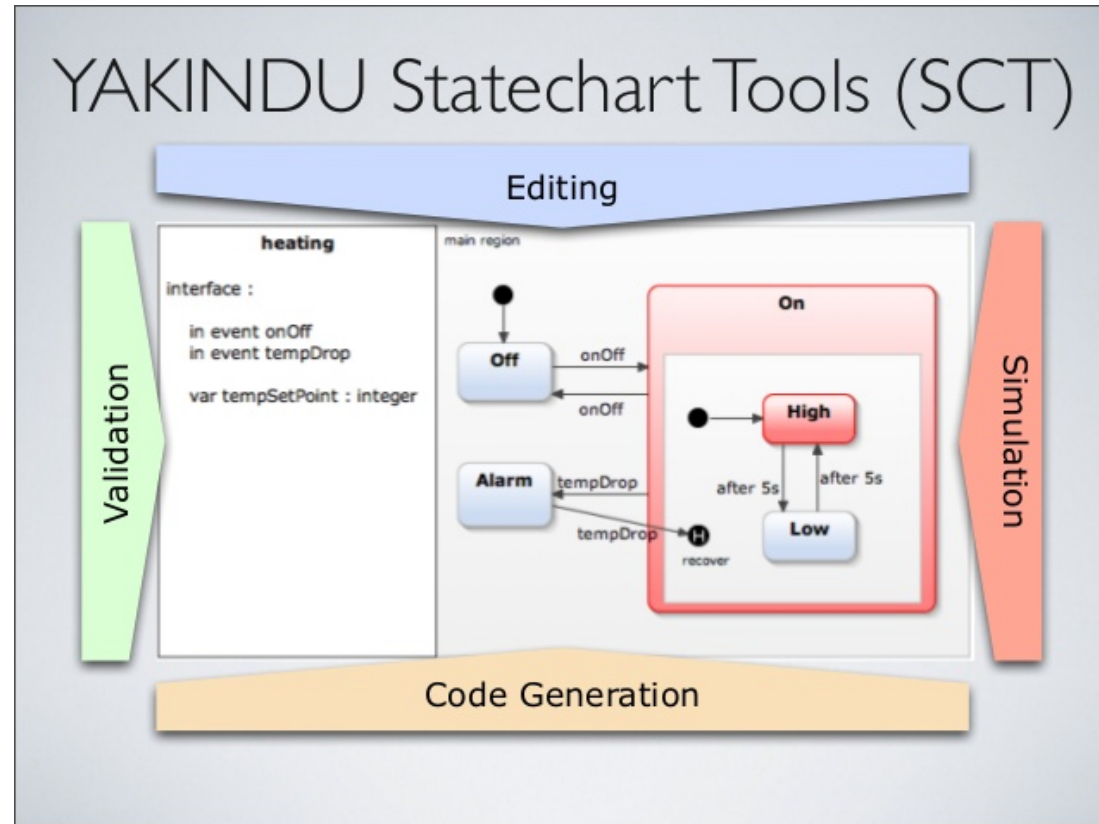 YAKINDU Statechart Tools (SCT)
Editing
Validation
heating
interface :
in event onOff
in event tempDrop
var tempSetPoint : integer
main region
Off
onOff
onOff
Alarm
tempDrop
tempDrop
On
High
after 5s
after 5s
Low
H
recover
Simulation
Code Generation